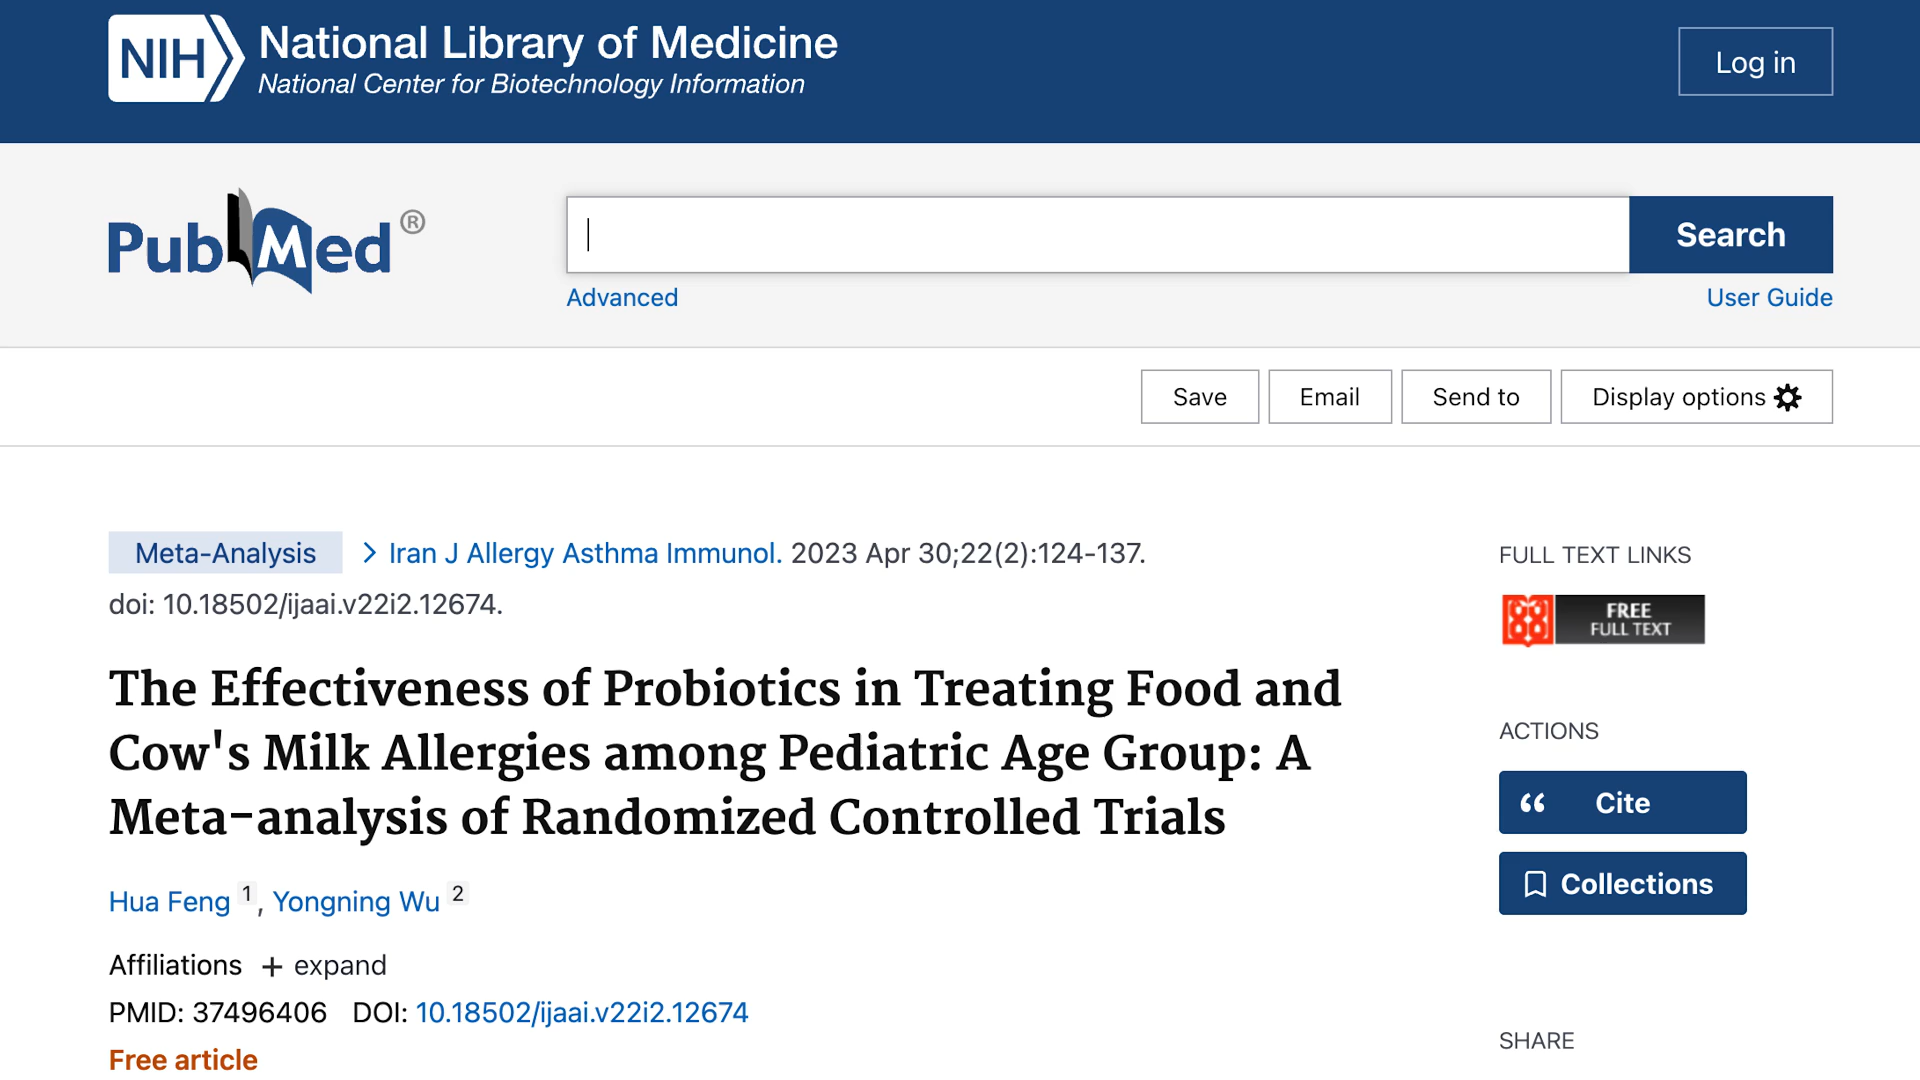 NIH National Library of Medicine
National Center for Biotechnology Information
Log in
PubMed®
Search
Advanced
User Guide
Save
Email
Send to
Display options
Meta-Analysis > Iran J Allergy Asthma Immunol. 2023 Apr 30;22(2):124-137.
doi: 10.18502/ijaai.v22i2.12674.
The Effectiveness of Probiotics in Treating Food and
Cow's Milk Allergies among Pediatric Age Group: A
Meta-analysis of Randomized Controlled Trials
Hua Feng 1, Yongning Wu 2
Affiliations + expand
PMID: 37496406 DOI: 10.18502/ijaai.v22i2.12674
Free article
FULL TEXT LINKS
FREE
FULL TEXT
ACTIONS
Cite
Collections
SHARE